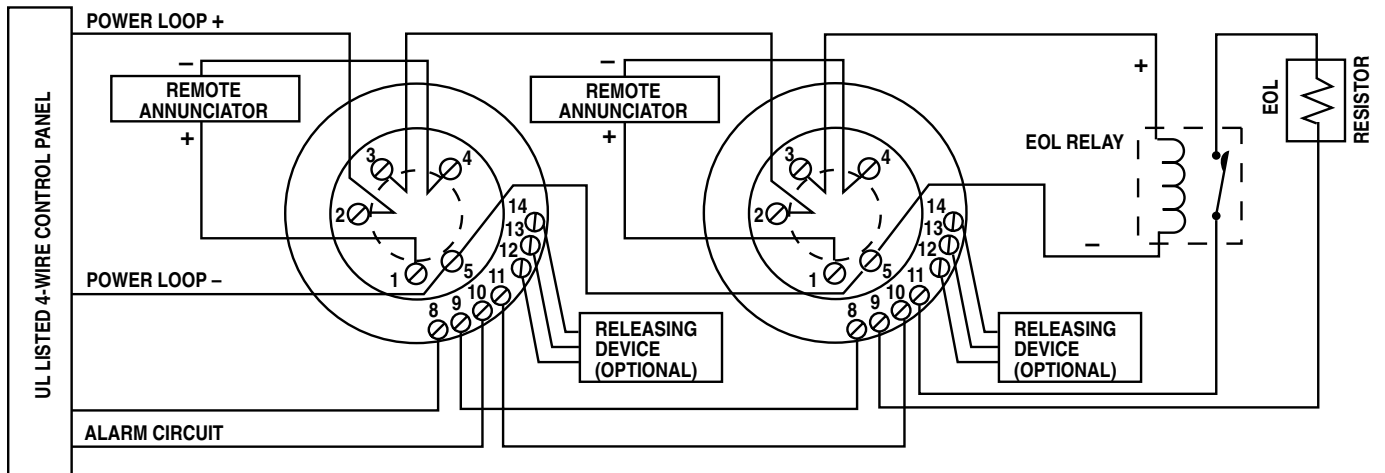 UL LISTED 4-WIRE CONTROL PANEL
POWER LOOP +
–
REMOTE
ANNUNCIATOR
+
3
4
2
1
5
14
13
12
11
10
9
8
POWER LOOP –
ALARM CIRCUIT
RELEASING
DEVICE
(OPTIONAL)
–
REMOTE
ANNUNCIATOR
+
3
4
2
1
5
14
13
12
11
10
9
8
RELEASING
DEVICE
(OPTIONAL)
+
–
EOL RELAY
EOL
RESISTOR